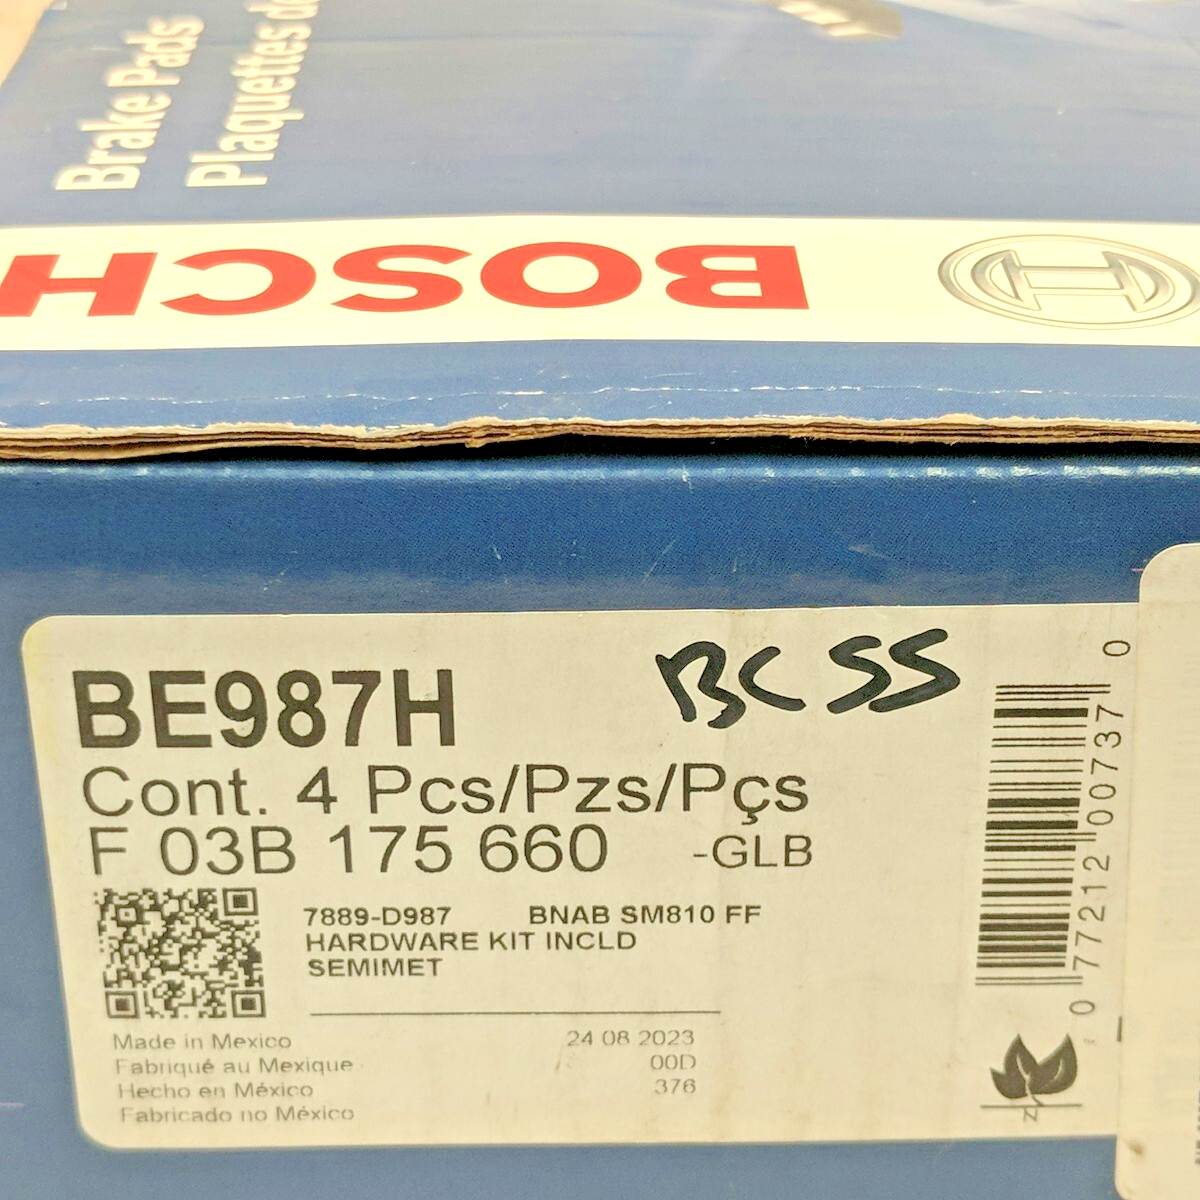 Brake Pads
Plaquettes de
BOSCH
BE987H
BCSS
Cont. 4 Pcs/Pzs/Pçs
F 03B 175 660 -GLB
7889-D987 BNAB SM810 FF
HARDWARE KIT INCLD
SEMIMET
Made in Mexico 24 08 2023
Fabriqué au Mexique 00D
Hecho en México 376
Fabricado no México
0 77212 00737 0
N